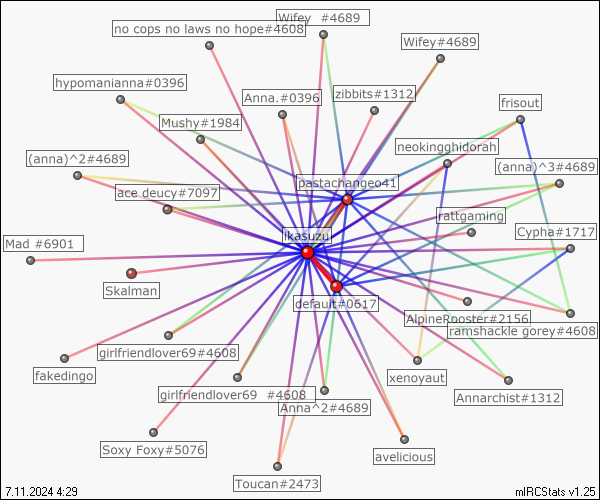 Wifey  #4689
no cops no laws no hope#4608
Wifey#4689
hypomanianna#0396
Anna.#0396
zibbits#1312
frisout
Mushy#1984
neokingghidorah
(anna)^2#4689
(anna)^3#4689
pastachangeo41
ace deucy#7097
rattgaming
Cypha#1717
ikasuzu
Mad #6901
Skalman
default#0617
AlpineRooster#2156
ramshackle gorey#4608
girlfriendlover69#4608
fakedingo
xenoyaut
girlfriendlover69  #4608
Annarchist#1312
Anna^2#4689
Soxy Foxy#5076
avelicious
Toucan#2473
7.11.2024 4:29
mIRCStats v1.25